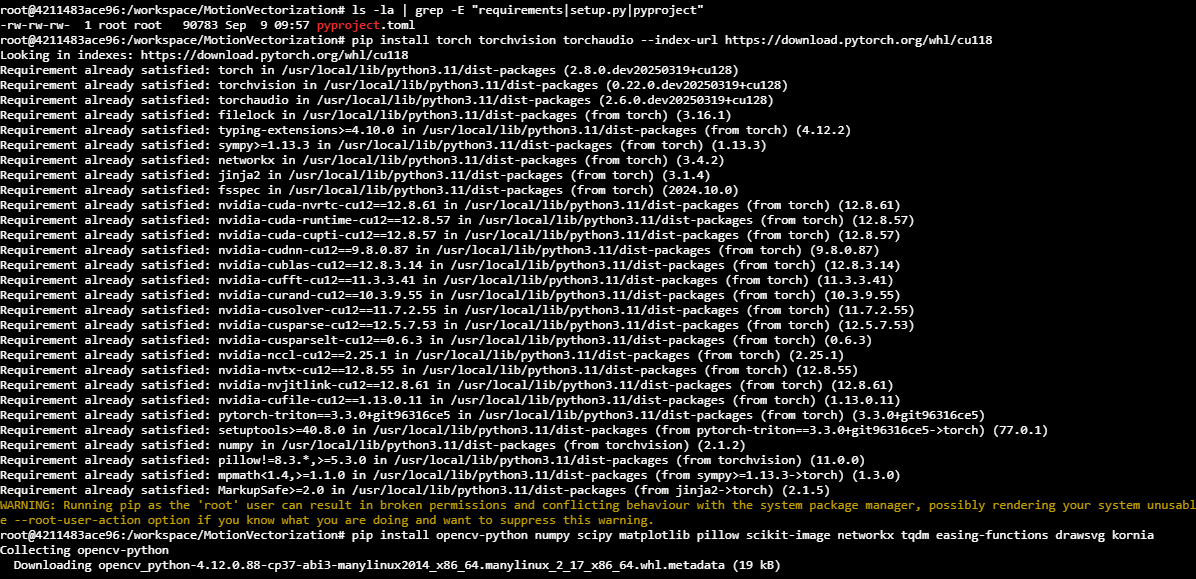 root@4211483ace96:/workspace/MotionVectorization# ls -la | grep -E "requirements|setup.py|pyproject"
-rw-rw-rw-  1 root root   90783 Sep  9 09:57 pyproject.toml
root@4211483ace96:/workspace/MotionVectorization# pip install torch torchvision torchaudio --index-url https://download.pytorch.org/whl/cu118
Looking in indexes: https://download.pytorch.org/whl/cu118
Requirement already satisfied: torch in /usr/local/lib/python3.11/dist-packages (2.8.0.dev20250319+cu128)
Requirement already satisfied: torchvision in /usr/local/lib/python3.11/dist-packages (0.22.0.dev20250319+cu128)
Requirement already satisfied: torchaudio in /usr/local/lib/python3.11/dist-packages (2.6.0.dev20250319+cu128)
Requirement already satisfied: filelock in /usr/local/lib/python3.11/dist-packages (from torch) (3.16.1)
Requirement already satisfied: typing-extensions>=4.10.0 in /usr/local/lib/python3.11/dist-packages (from torch) (4.12.2)
Requirement already satisfied: sympy>=1.13.3 in /usr/local/lib/python3.11/dist-packages (from torch) (1.13.3)
Requirement already satisfied: networkx in /usr/local/lib/python3.11/dist-packages (from torch) (3.4.2)
Requirement already satisfied: jinja2 in /usr/local/lib/python3.11/dist-packages (from torch) (3.1.4)
Requirement already satisfied: fsspec in /usr/local/lib/python3.11/dist-packages (from torch) (2024.10.0)
Requirement already satisfied: nvidia-cuda-nvrtc-cu12==12.8.61 in /usr/local/lib/python3.11/dist-packages (from torch) (12.8.61)
Requirement already satisfied: nvidia-cuda-runtime-cu12==12.8.57 in /usr/local/lib/python3.11/dist-packages (from torch) (12.8.57)
Requirement already satisfied: nvidia-cuda-cupti-cu12==12.8.57 in /usr/local/lib/python3.11/dist-packages (from torch) (12.8.57)
Requirement already satisfied: nvidia-cudnn-cu12==9.8.0.87 in /usr/local/lib/python3.11/dist-packages (from torch) (9.8.0.87)
Requirement already satisfied: nvidia-cublas-cu12==12.8.3.14 in /usr/local/lib/python3.11/dist-packages (from torch) (12.8.3.14)
Requirement already satisfied: nvidia-cufft-cu12==11.3.3.41 in /usr/local/lib/python3.11/dist-packages (from torch) (11.3.3.41)
Requirement already satisfied: nvidia-curand-cu12==10.3.9.55 in /usr/local/lib/python3.11/dist-packages (from torch) (10.3.9.55)
Requirement already satisfied: nvidia-cusolver-cu12==11.7.2.55 in /usr/local/lib/python3.11/dist-packages (from torch) (11.7.2.55)
Requirement already satisfied: nvidia-cusparse-cu12==12.5.7.53 in /usr/local/lib/python3.11/dist-packages (from torch) (12.5.7.53)
Requirement already satisfied: nvidia-cusparselt-cu12==0.6.3 in /usr/local/lib/python3.11/dist-packages (from torch) (0.6.3)
Requirement already satisfied: nvidia-nccl-cu12==2.25.1 in /usr/local/lib/python3.11/dist-packages (from torch) (2.25.1)
Requirement already satisfied: nvidia-nvtx-cu12==12.8.55 in /usr/local/lib/python3.11/dist-packages (from torch) (12.8.55)
Requirement already satisfied: nvidia-nvjitlink-cu12==12.8.61 in /usr/local/lib/python3.11/dist-packages (from torch) (12.8.61)
Requirement already satisfied: nvidia-cufile-cu12==1.13.0.11 in /usr/local/lib/python3.11/dist-packages (from torch) (1.13.0.11)
Requirement already satisfied: pytorch-triton==3.3.0+git96316ce5 in /usr/local/lib/python3.11/dist-packages (from torch) (3.3.0+git96316ce5)
Requirement already satisfied: setuptools>=40.8.0 in /usr/local/lib/python3.11/dist-packages (from pytorch-triton==3.3.0+git96316ce5->torch) (77.0.1)
Requirement already satisfied: numpy in /usr/local/lib/python3.11/dist-packages (from torchvision) (2.1.2)
Requirement already satisfied: pillow!=8.3.*,>=5.3.0 in /usr/local/lib/python3.11/dist-packages (from torchvision) (11.0.0)
Requirement already satisfied: mpmath<1.4,>=1.1.0 in /usr/local/lib/python3.11/dist-packages (from sympy>=1.13.3->torch) (1.3.0)
Requirement already satisfied: MarkupSafe>=2.0 in /usr/local/lib/python3.11/dist-packages (from jinja2->torch) (2.1.5)
WARNING: Running pip as the 'root' user can result in broken permissions and conflicting behaviour with the system package manager, possibly rendering your system unusabl
e --root-user-action option if you know what you are doing and want to suppress this warning.
root@4211483ace96:/workspace/MotionVectorization# pip install opencv-python numpy scipy matplotlib pillow scikit-image networkx tqdm easing-functions drawsvg kornia
Collecting opencv-python
  Downloading opencv_python-4.12.0.88-cp37-abi3-manylinux2014_x86_64.manylinux_2_17_x86_64.whl.metadata (19 kB)